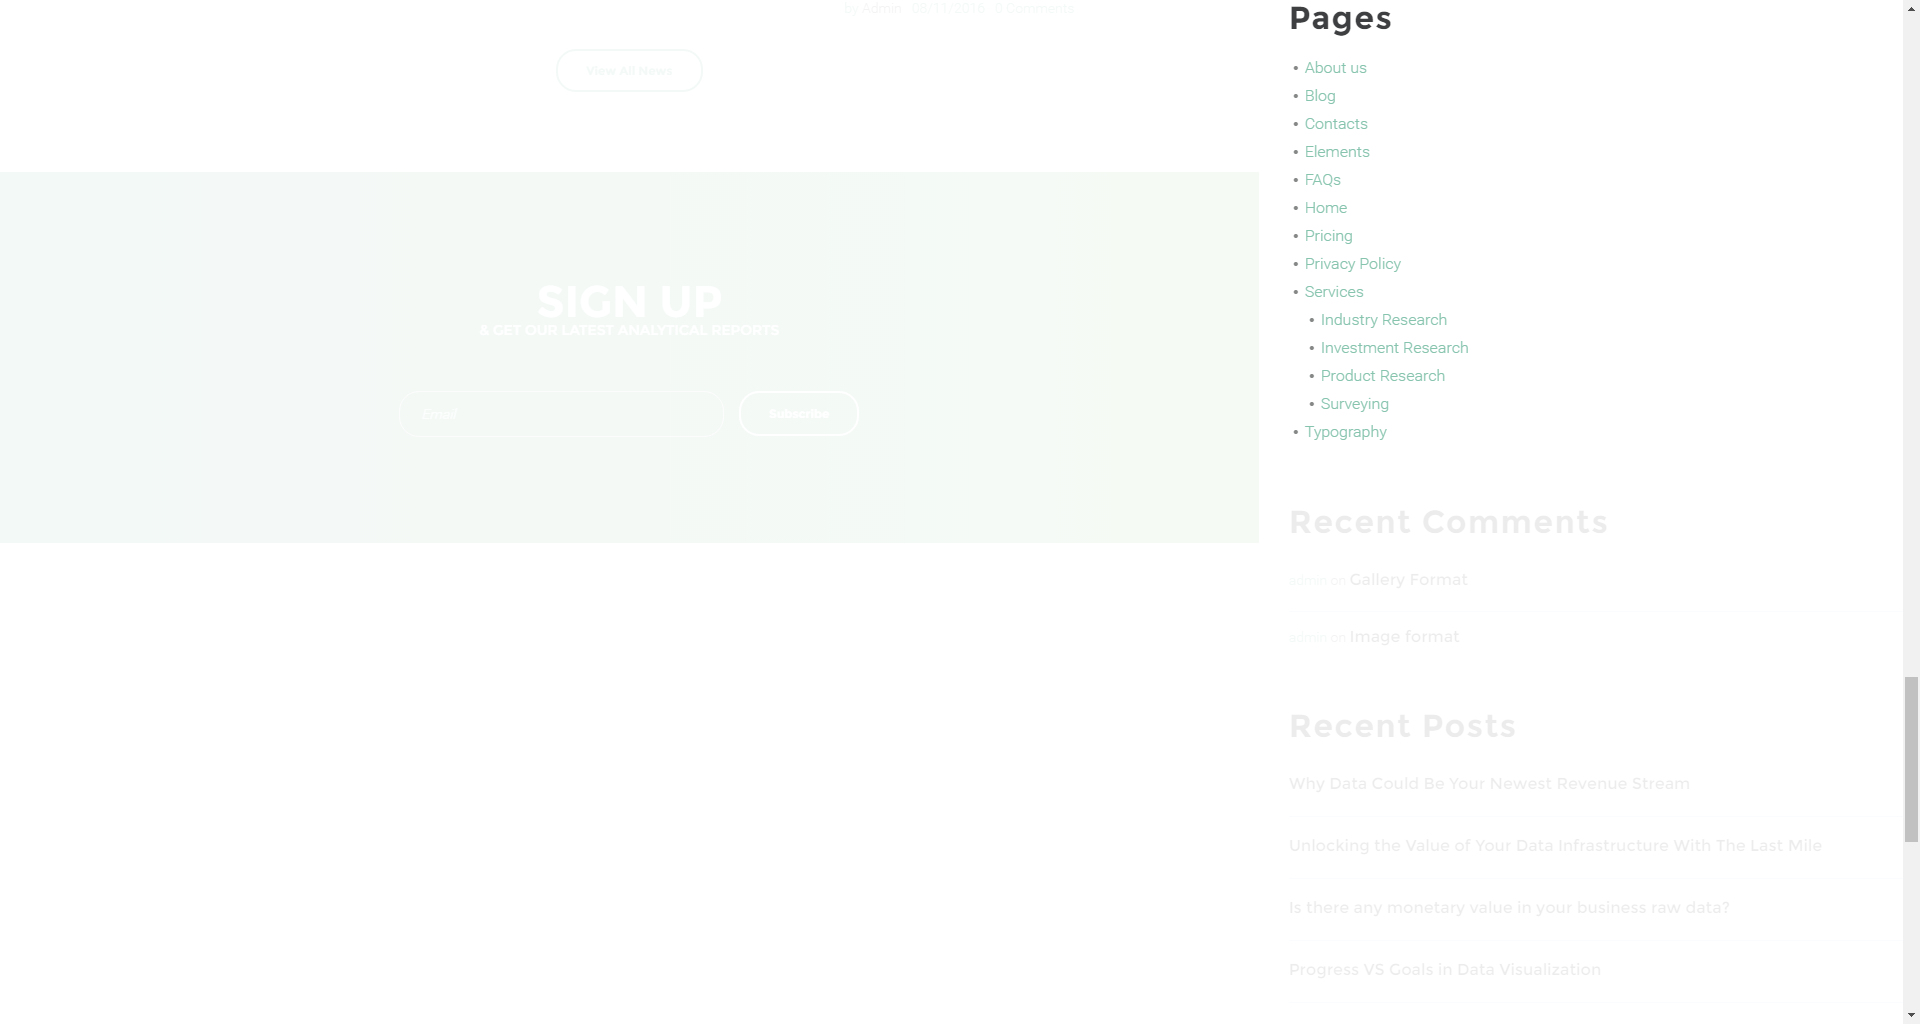 by Admin 05/11/2016 0 Comments
View All News
SIGN UP
& GET OUR LATEST ANALYTICAL REPORTS
Email
Subscribe
Pages
• About us
• Blog
• Contacts
• Elements
• FAQs
• Home
• Pricing
• Privacy Policy
• Services
• Industry Research
• Investment Research
• Product Research
• Surveying
• Typography
Recent Comments
admin on Gallery Format
admin on Image format
Recent Posts
Why Data Could Be Your Newest Revenue Stream
Unlocking the Value of Your Data Infrastructure With The Last Mile
Is there any monetary value in your business raw data?
Progress VS Goals in Data Visualization